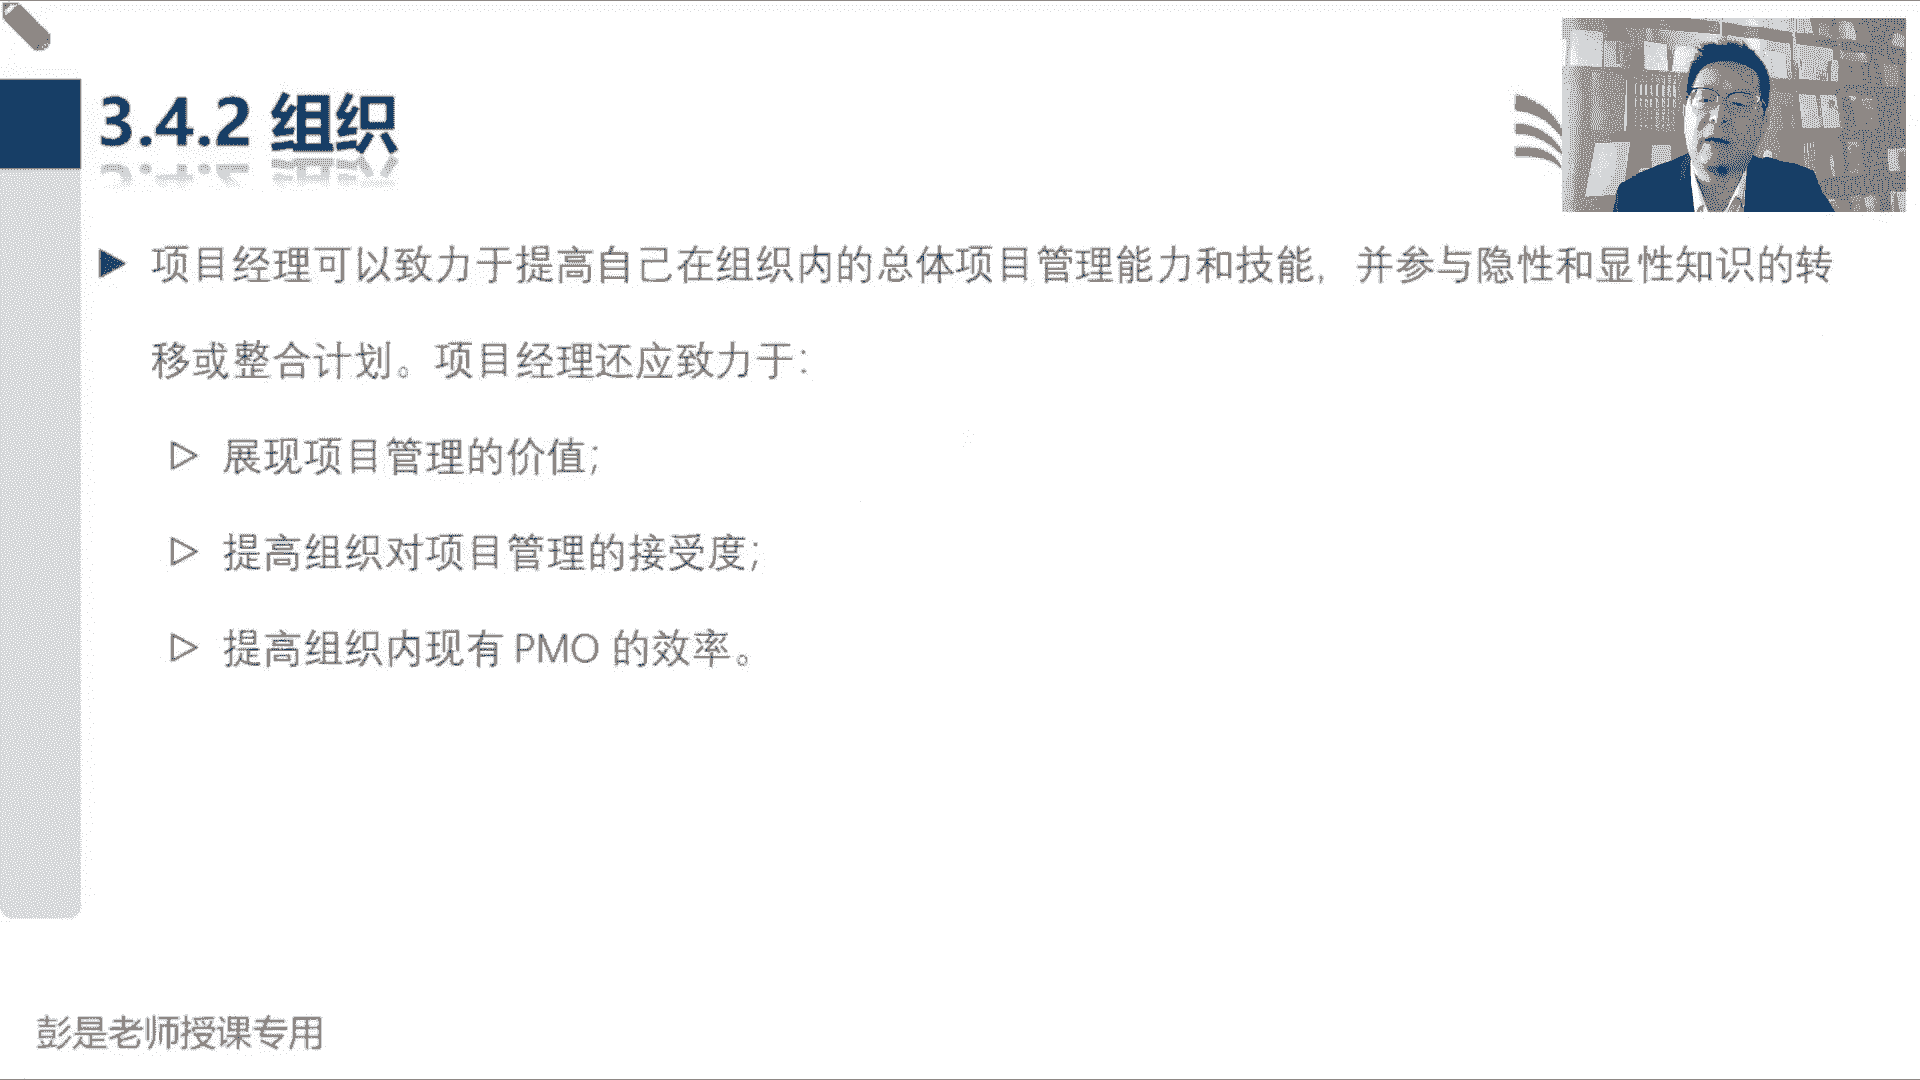 3.4.2 组织
项目经理可以致力于提高自己在组织内的总体项目管理能力和技能，并参与隐性和显性知识的转
移或整合计划。项目经理还应致力于：
展现项目管理的价值；
提高组织对项目管理的接受度；
提高组织内现有 PMO 的效率。
彭是老师授课专用